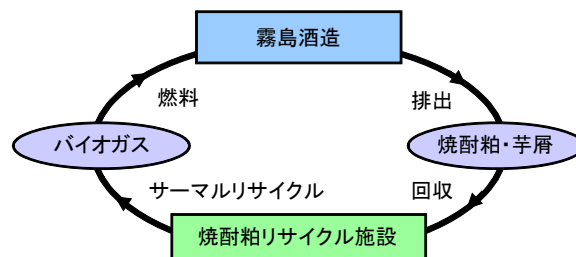 霧島酒造
燃料
排出
バイオガス
焼酎粕・芋屑
サーマルリサイクル
回収
焼酎粕リサイクル施設